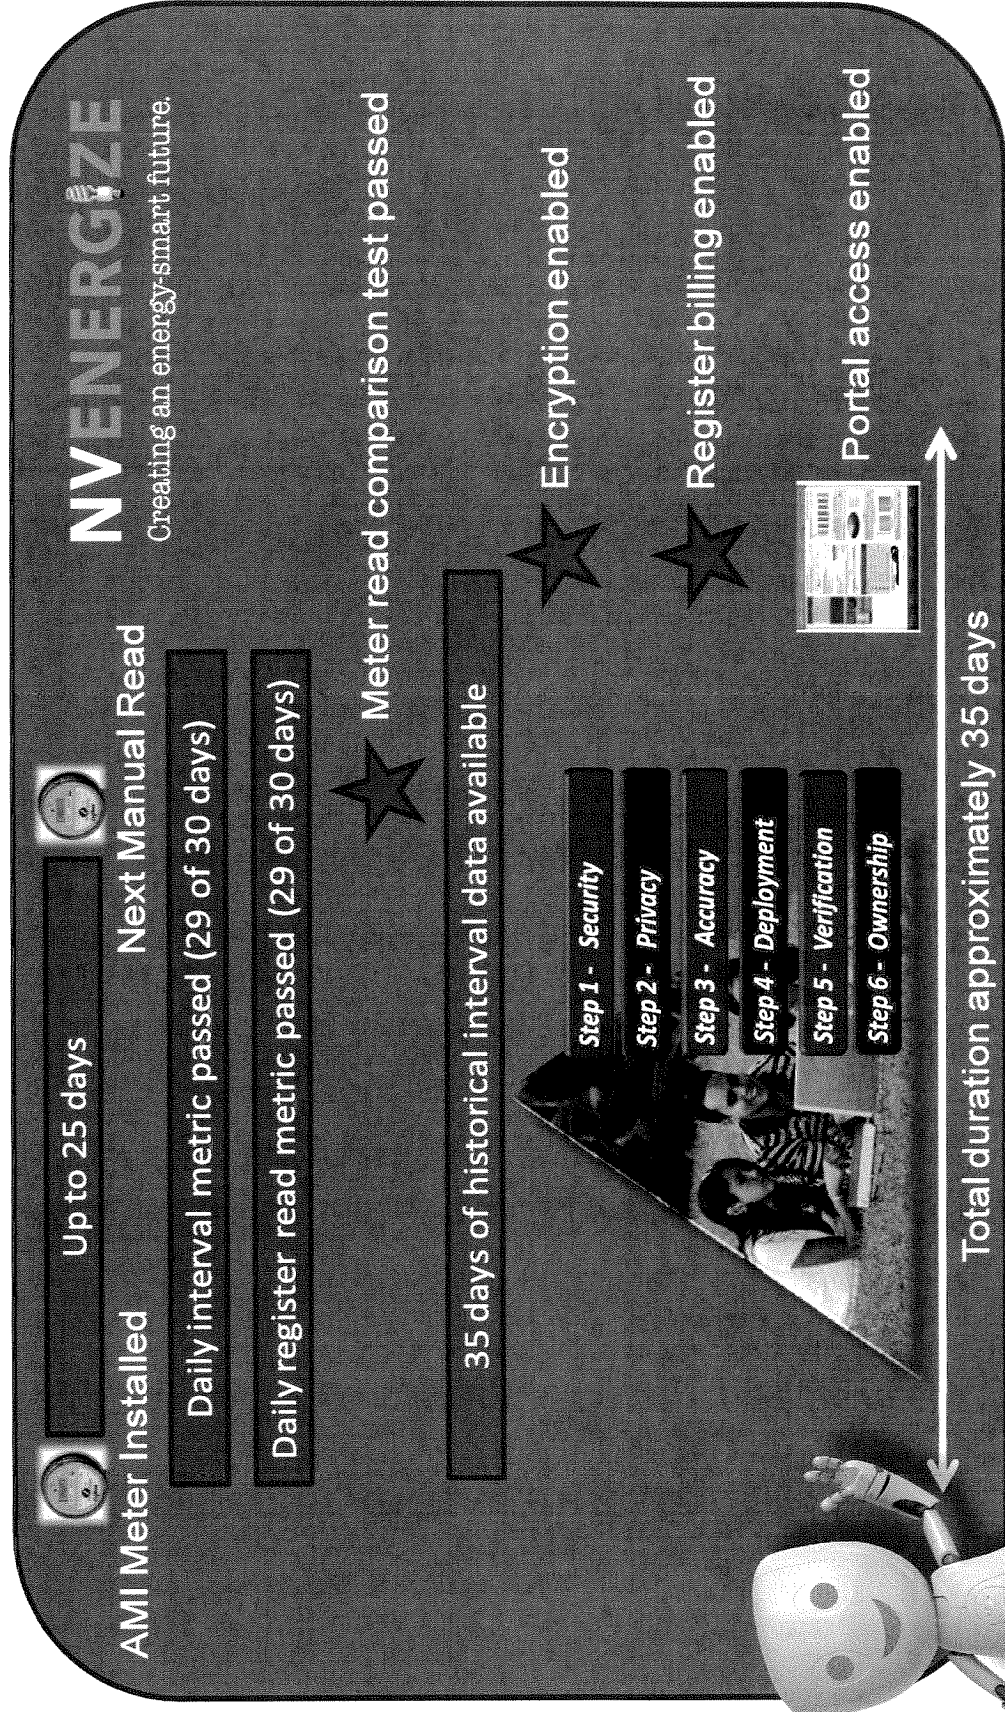 NVENERGIZE
Creating an energy-smart future.
Up to 25 days
AMI Meter Installed
Next Manual Read
Daily interval metric passed (29 of 30 days)
Daily register read metric passed (29 of 30 days)
Meter read comparison test passed
35 days of historical interval data available
Encryption enabled
Register billing enabled
Portal access enabled
Step 1 - Security
Step 2 - Privacy
Step 3 - Accuracy
Step 4 - Deployment
Step 5 - Verification
Step 6 - Ownership
Total duration approximately 35 days